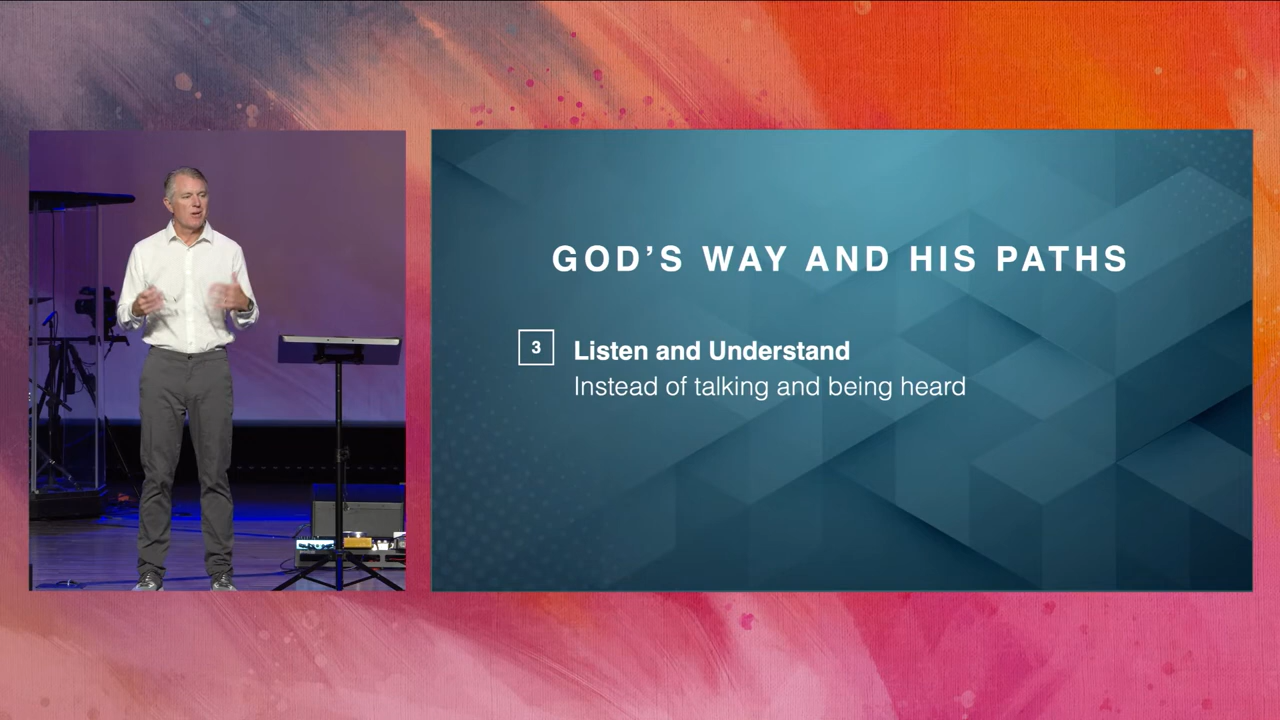 GOD’S WAY AND HIS PATHS
3 Listen and Understand
Instead of talking and being heard